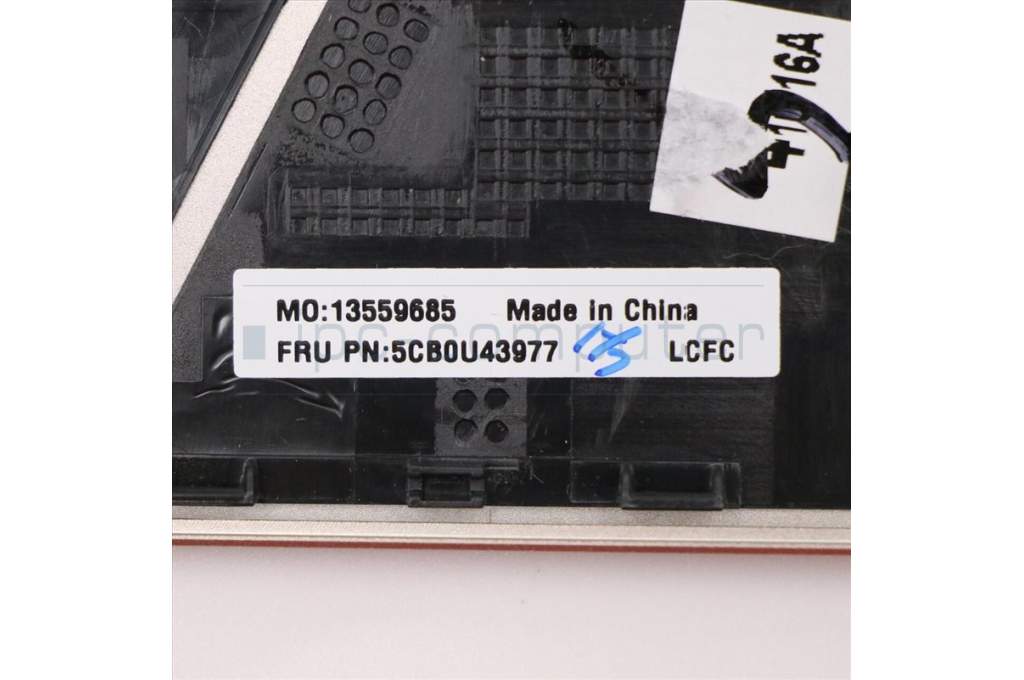 16A
MO:13559685 Made in China
ipc-computer
FRU PN:5CB0U43977 LCFC